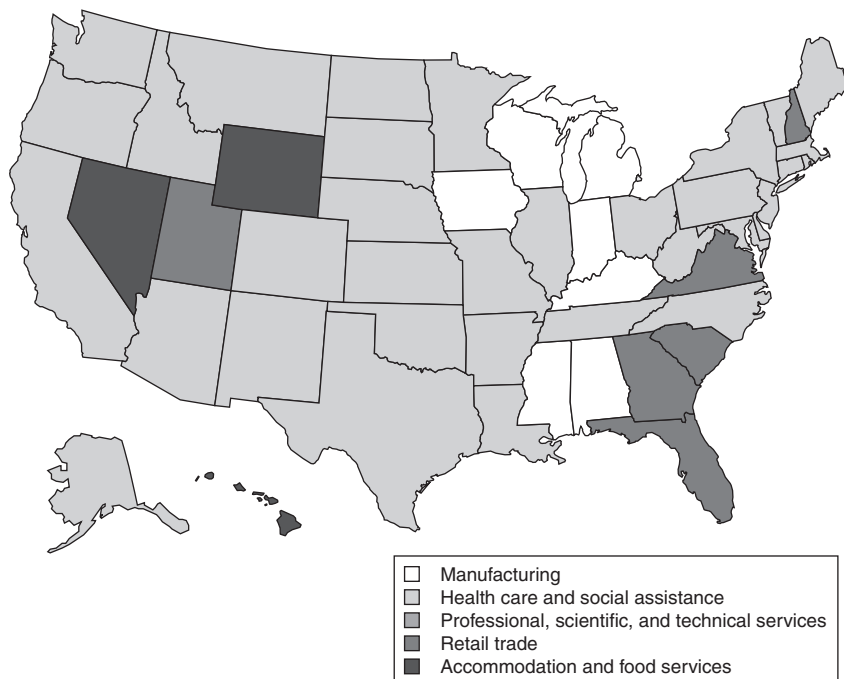 Manufacturing
Health care and social assistance
Professional, scientific, and technical services
Retail trade
Accommodation and food services